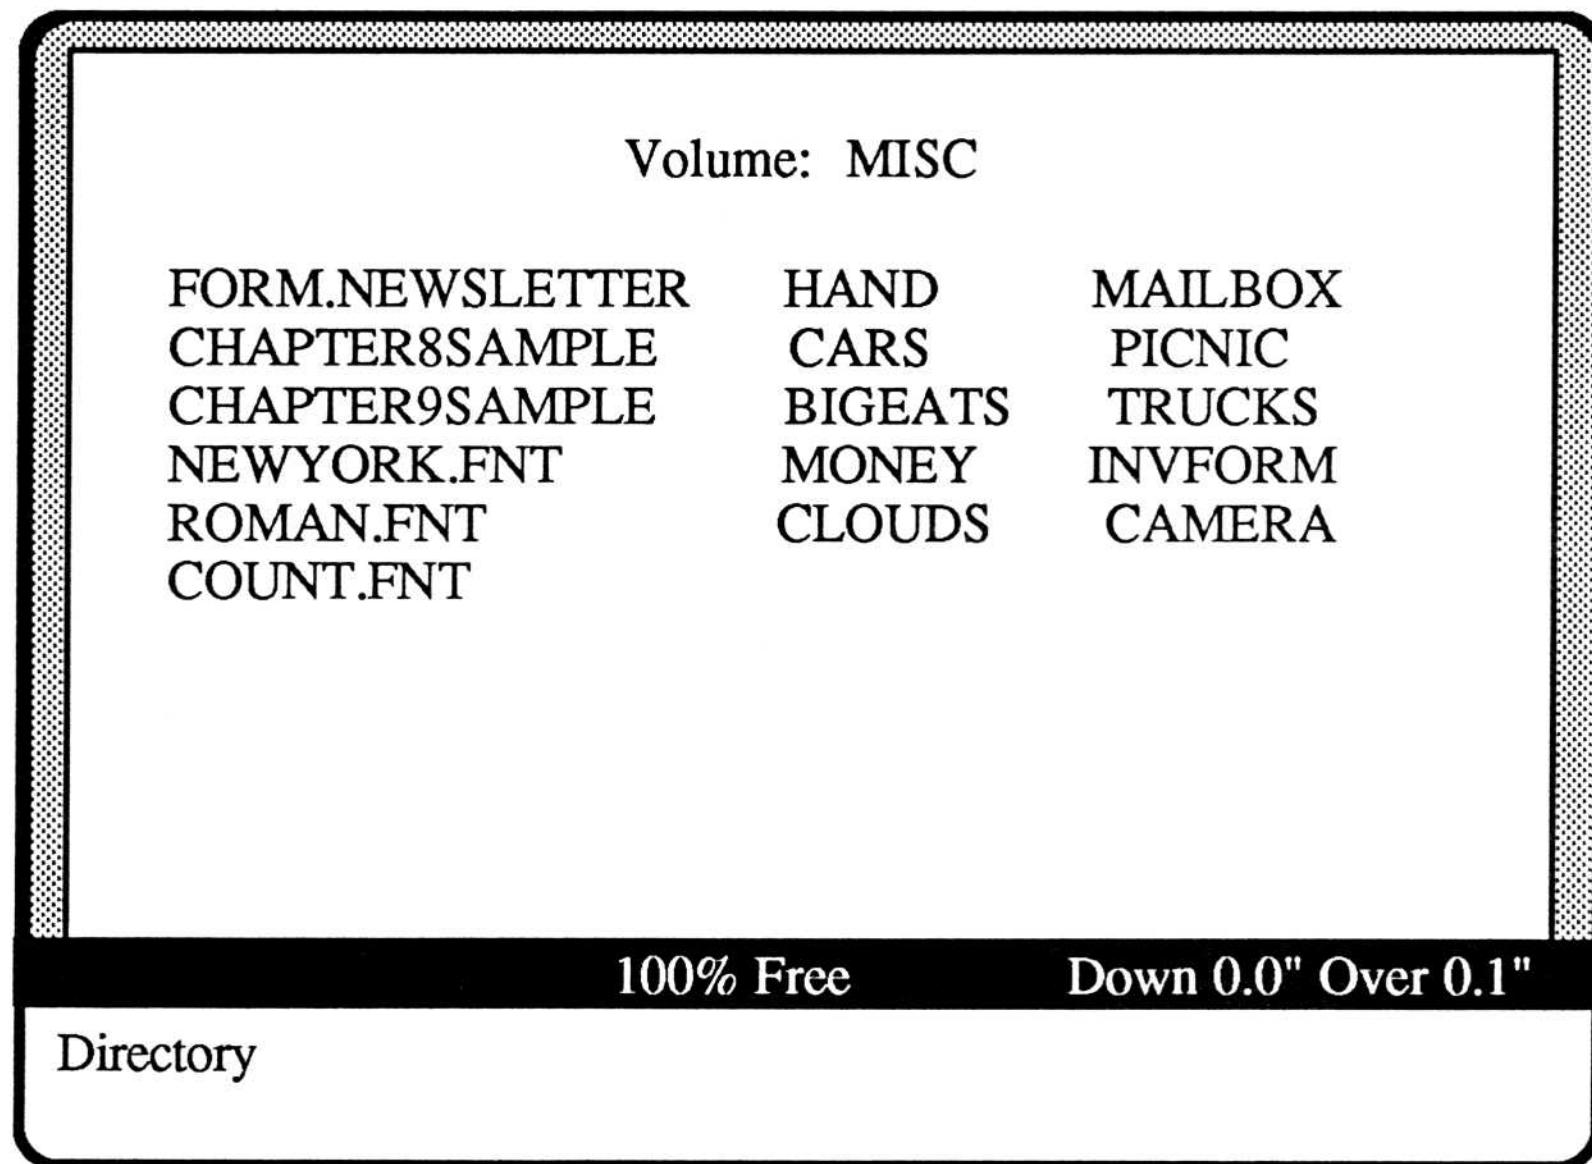 Volume: MISC
FORM.NEWSLETTER HAND MAILBOX
CHAPTER8SAMPLE CARS PICNIC
CHAPTER9SAMPLE BIGEATS TRUCKS
NEWYORK.FNT MONEY INVFORM
ROMAN.FNT CLOUDS CAMERA
COUNT.FNT
100% Free Down 0.0" Over 0.1"
Directory